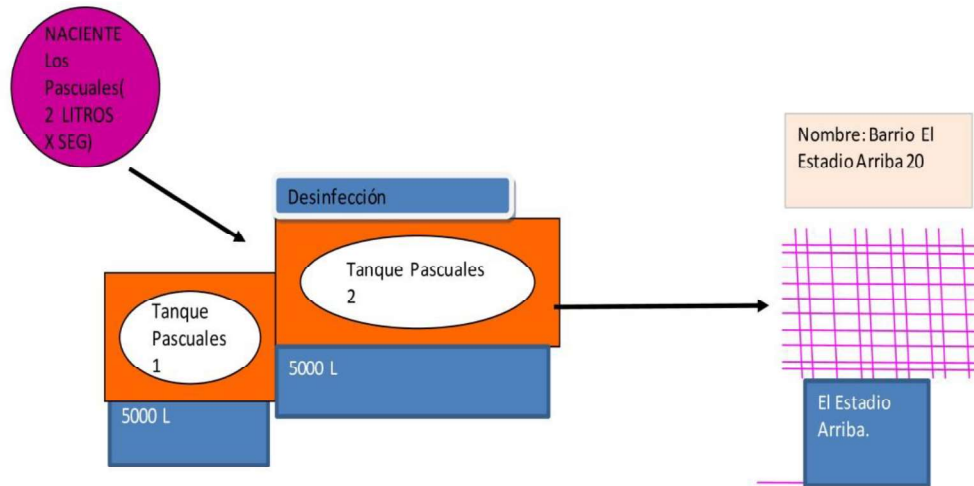 NACIENTE
Los
Pascuales(
2 LITROS
X SEG)
Nombre: Barrio El
Estadio Arriba 20
Desinfección
Tanque Pascuales
2
Tanque
Pascuales
1
5000 L
5000 L
El Estadio
Arriba.